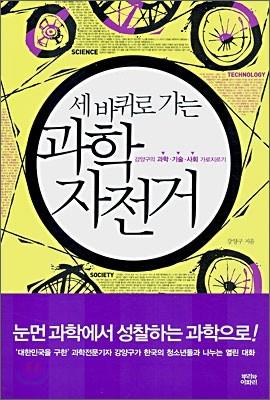 SCIENCE
TECHNOLOGY
세 바퀴로 가는
과학
강양구의 과학·기술·사회 가로지르기
자전거
강양구 지음
SOCIETY
눈먼 과학에서 성찰하는 과학으로!
'대한민국을 구한' 과학전문기자 강양구가 한국의 청소년들과 나누는 열린 대화
뿌리와
이파리